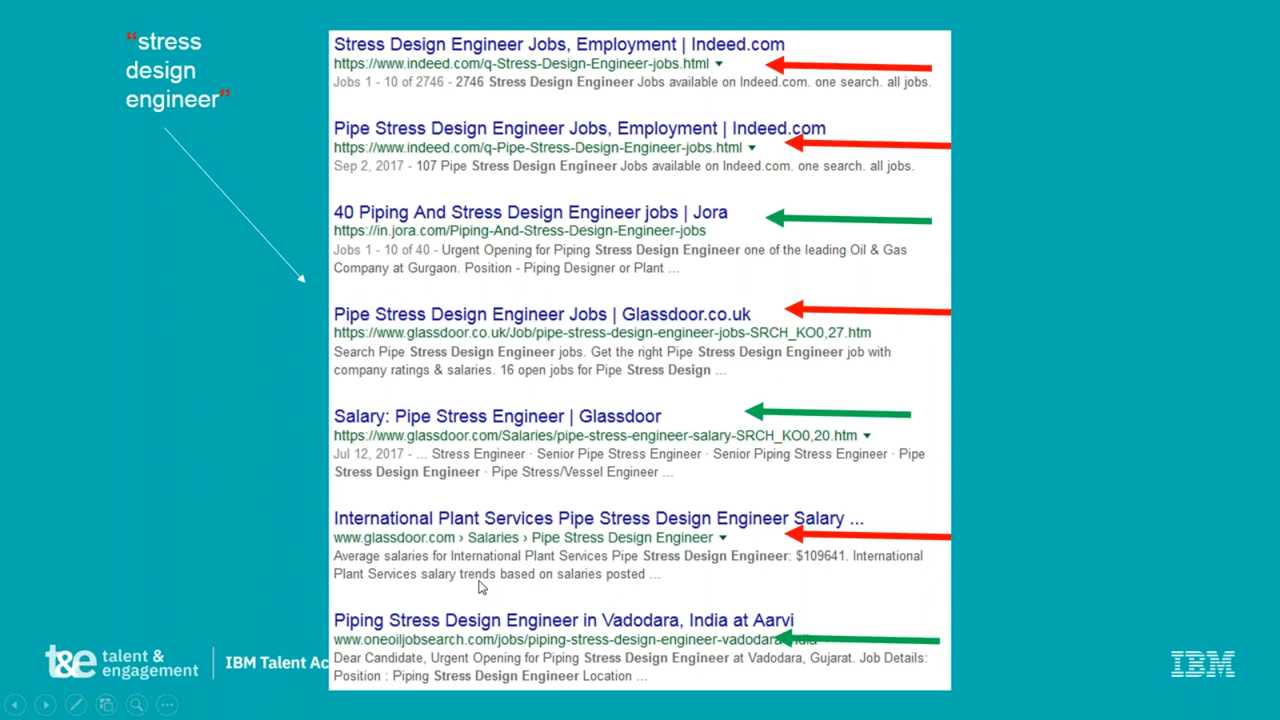 “stress
design
engineer”
Stress Design Engineer Jobs, Employment | Indeed.com
https://www.indeed.com/q-Stress-Design-Engineer-jobs.html
Jobs 1 - 10 of 2746 - 2746 Stress Design Engineer Jobs available on Indeed.com. one search. all jobs.
Pipe Stress Design Engineer Jobs, Employment | Indeed.com
https://www.indeed.com/q-Pipe-Stress-Design-Engineer-jobs.html
Sep 2, 2017 - 107 Pipe Stress Design Engineer Jobs available on Indeed.com. one search. all jobs.
40 Piping And Stress Design Engineer jobs | Jora
https://in.jora.com/Piping-And-Stress-Design-Engineer-jobs
Jobs 1 - 10 of 40 - Urgent Opening for Piping Stress Design Engineer one of the leading Oil & Gas
Company at Gurgaon. Position - Piping Designer or Plant ...
Pipe Stress Design Engineer Jobs | Glassdoor.co.uk
https://www.glassdoor.co.uk/Job/pipe-stress-design-engineer-jobs-SRCH_KO0,27.htm
Search Pipe Stress Design Engineer jobs. Get the right Pipe Stress Design Engineer job with
company ratings & salaries. 16 open jobs for Pipe Stress Design ...
Salary: Pipe Stress Engineer | Glassdoor
https://www.glassdoor.com/Salaries/pipe-stress-engineer-salary-SRCH_KO0,20.htm
Jul 12, 2017 - ... Stress Engineer · Senior Pipe Stress Engineer · Senior Piping Stress Engineer · Pipe
Stress Design Engineer · Pipe Stress/Vessel Engineer ...
International Plant Services Pipe Stress Design Engineer Salary ...
www.glassdoor.com › Salaries › Pipe Stress Design Engineer
Average salaries for International Plant Services Pipe Stress Design Engineer: $109641. International
Plant Services salary trends based on salaries posted ...
Piping Stress Design Engineer in Vadodara, India at Aarvi
www.oneoiljobsearch.com/jobs/piping-stress-design-engineer-vadodara
Dear Candidate, Urgent Opening for Piping Stress Design Engineer at Vadodara, Gujarat. Job Details:
Position : Piping Stress Design Engineer Location ...
t&e talent &
engagement
IBM Talent Ac
IBM